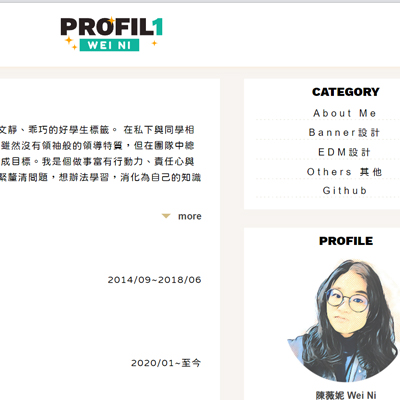 PROFIL1
WEI NI
文靜、乖巧的好學生標籤。 在私下與同學相
雖然沒有領袖般的領導特質，但在團隊中總
成目標。我是個做事富有行動力、責任心與
緊釐清問題，想辦法學習，消化為自己的知識
more
2014/09~2018/06
2020/01~至今
CATEGORY
About Me
Banner設計
EDM設計
Others 其他
Github
PROFILE
陳薇妮 Wei Ni